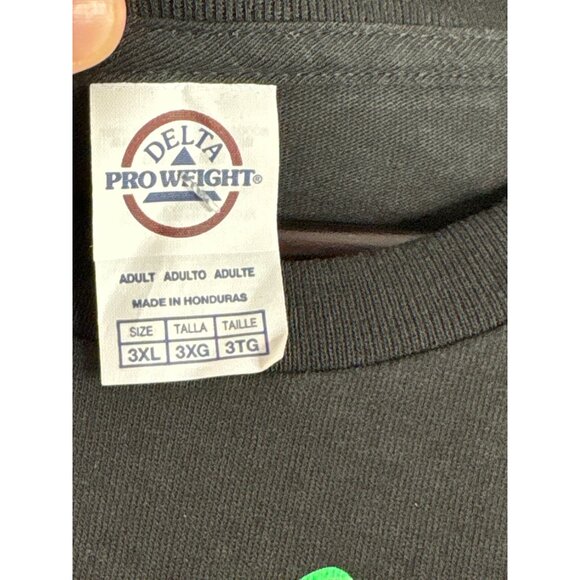 DELTA
PRO WEIGHT®
ADULT ADULTO ADULTE
MADE IN HONDURAS
SIZE TALLA TAILLE
3XL 3XG 3TG